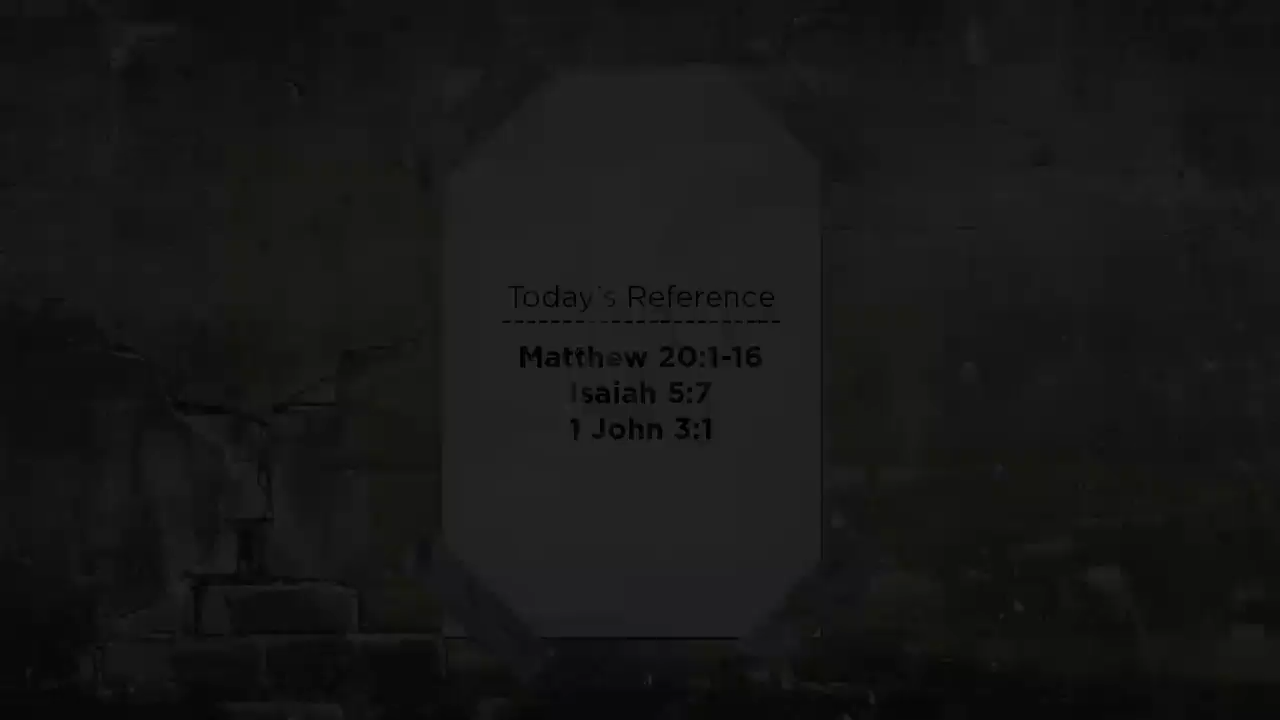 Today's Reference
Matthew 20:1-16
Isaiah 5:7
1 John 3:1